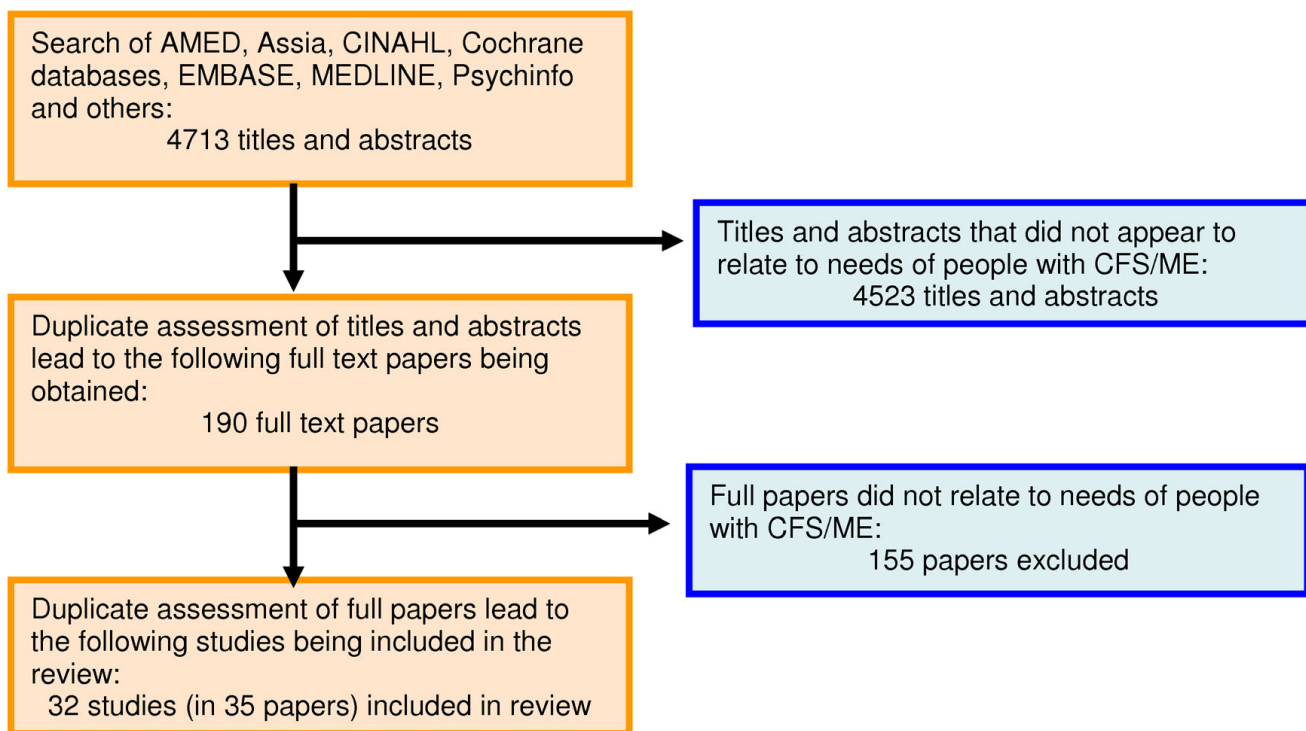 Search of AMED, Assia, CINAHL, Cochrane
databases, EMBASE, MEDLINE, Psychinfo
and others:
4713 titles and abstracts
Titles and abstracts that did not appear to
relate to needs of people with CFS/ME:
4523 titles and abstracts
Duplicate assessment of titles and abstracts
lead to the following full text papers being
obtained:
190 full text papers
Full papers did not relate to needs of people
with CFS/ME:
155 papers excluded
Duplicate assessment of full papers lead to
the following studies being included in the
review:
32 studies (in 35 papers) included in review